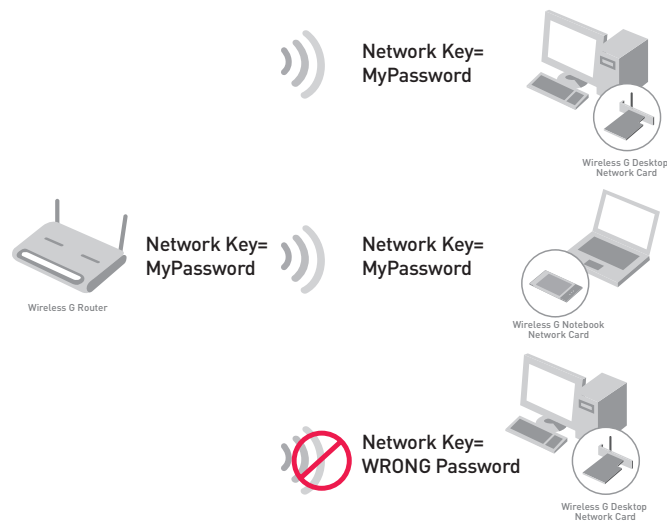 Network Key=
MyPassword
Wireless G Desktop
Network Card
Network Key=
MyPassword
Wireless G Router
Network Key=
MyPassword
Wireless G Notebook
Network Card
Network Key=
WRONG Password
Wireless G Desktop
Network Card